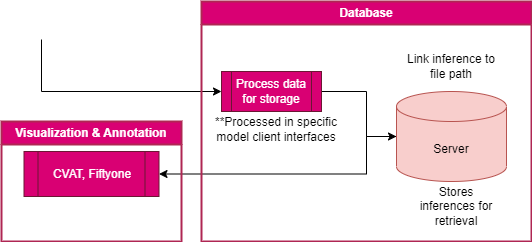 Database
Link inference to
file path
Process data
for storage
**Processed in specific
model client interfaces
Server
Visualization & Annotation
CVAT, Fiftyone
Stores
inferences for
retrieval